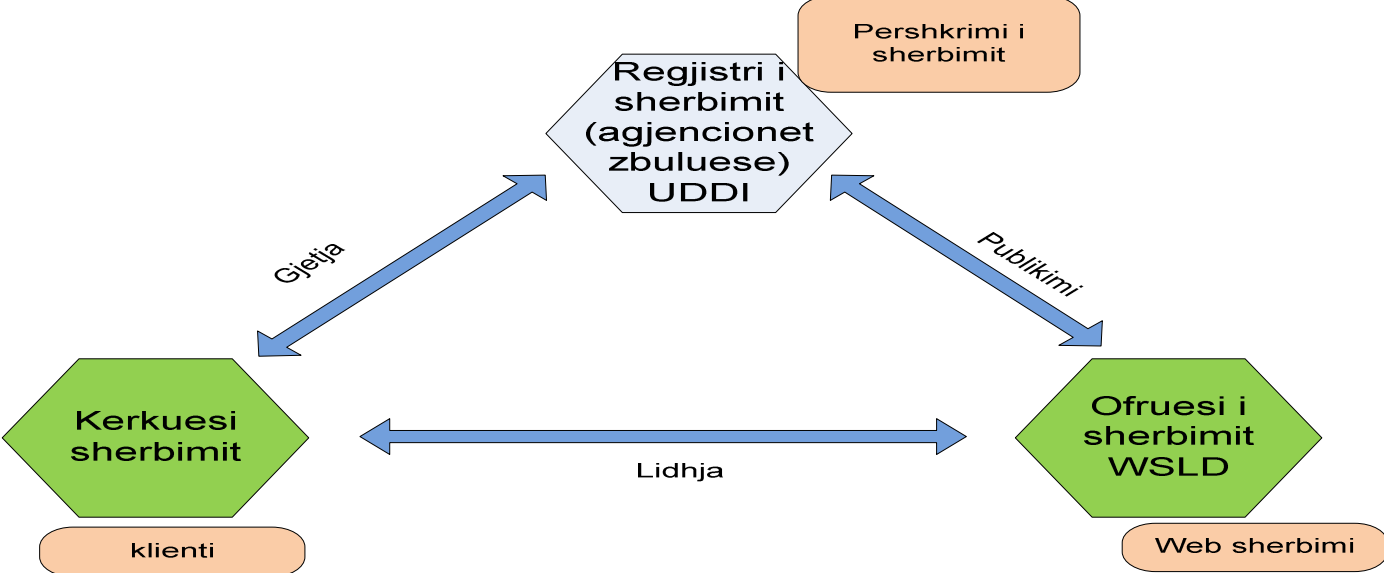 Pershkrimi i
sherbimit
Regjistri i
sherbimit
(agjencionet
zbuluese)
UDDI
Gjetja
Publikimi
Kerkuesi
sherbimit
Ofruesi i
sherbimit
WSLD
Lidhja
klienti
Web sherbimi